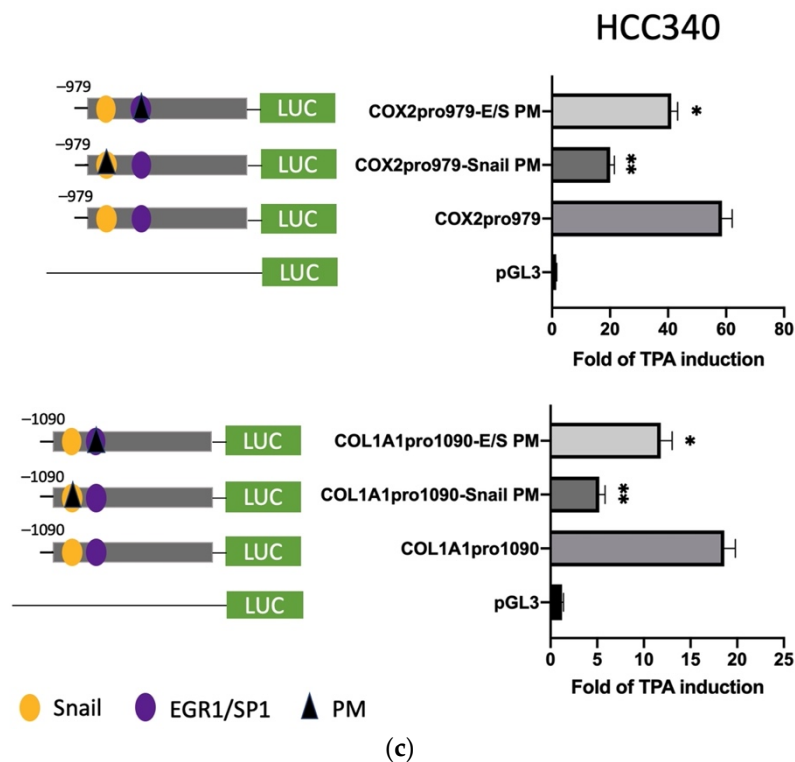 HCC340
−979
LUC
COX2pro979-E/S PM
*
−979
LUC
COX2pro979-Snail PM
**
−979
LUC
COX2pro979
LUC
pGL3
0 20 40 60 80
Fold of TPA induction
−1090
LUC
COL1A1pro1090-E/S PM
*
−1090
LUC
COL1A1pro1090-Snail PM
**
−1090
LUC
COL1A1pro1090
LUC
pGL3
0 5 10 15 20 25
Fold of TPA induction
Snail EGR1/SP1 PM
(c)